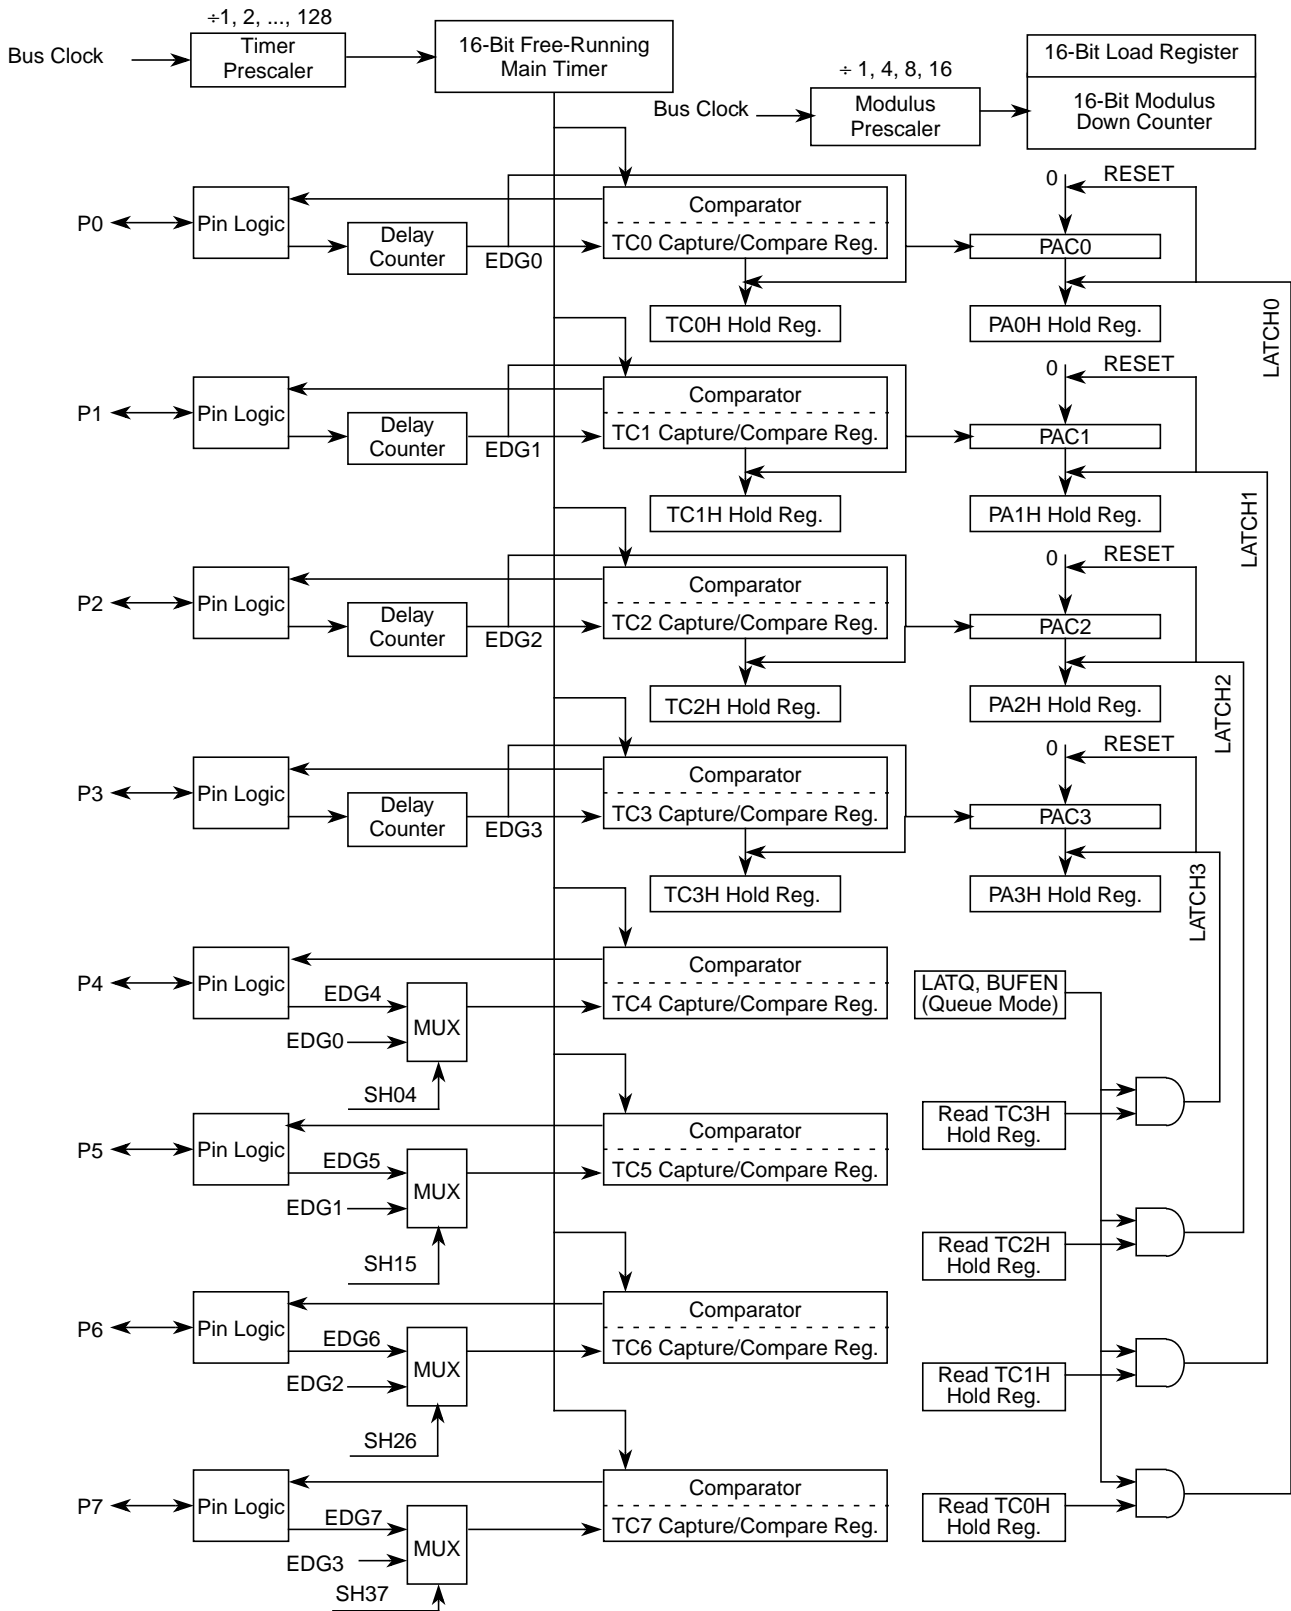 ÷1, 2, ..., 128
Bus Clock
Timer
Prescaler
16-Bit Free-Running
Main Timer
÷ 1, 4, 8, 16
Bus Clock
Modulus
Prescaler
16-Bit Load Register
16-Bit Modulus
Down Counter
P0
Pin Logic
Delay
Counter
EDG0
Comparator
TC0 Capture/Compare Reg.
TC0H Hold Reg.
0
RESET
PAC0
PA0H Hold Reg.
LATCH0
P1
Pin Logic
Delay
Counter
EDG1
Comparator
TC1 Capture/Compare Reg.
TC1H Hold Reg.
0
RESET
PAC1
PA1H Hold Reg.
LATCH1
P2
Pin Logic
Delay
Counter
EDG2
Comparator
TC2 Capture/Compare Reg.
TC2H Hold Reg.
0
RESET
PAC2
PA2H Hold Reg.
LATCH2
P3
Pin Logic
Delay
Counter
EDG3
Comparator
TC3 Capture/Compare Reg.
TC3H Hold Reg.
0
RESET
PAC3
PA3H Hold Reg.
LATCH3
P4
Pin Logic
EDG4
EDG0
MUX
SH04
Comparator
TC4 Capture/Compare Reg.
LATQ, BUFEN
(Queue Mode)
Read TC3H
Hold Reg.
P5
Pin Logic
EDG5
EDG1
MUX
SH15
Comparator
TC5 Capture/Compare Reg.
Read TC2H
Hold Reg.
P6
Pin Logic
EDG6
EDG2
MUX
SH26
Comparator
TC6 Capture/Compare Reg.
Read TC1H
Hold Reg.
P7
Pin Logic
EDG7
EDG3
MUX
SH37
Comparator
TC7 Capture/Compare Reg.
Read TC0H
Hold Reg.